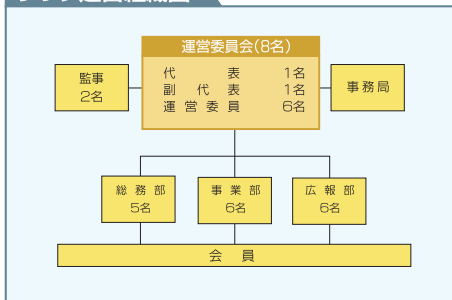 運営委員会(8名)
代表 1名
副代表 1名
運営委員 6名
監事
2名
事務局
総務部
5名
事業部
6名
広報部
6名
会員